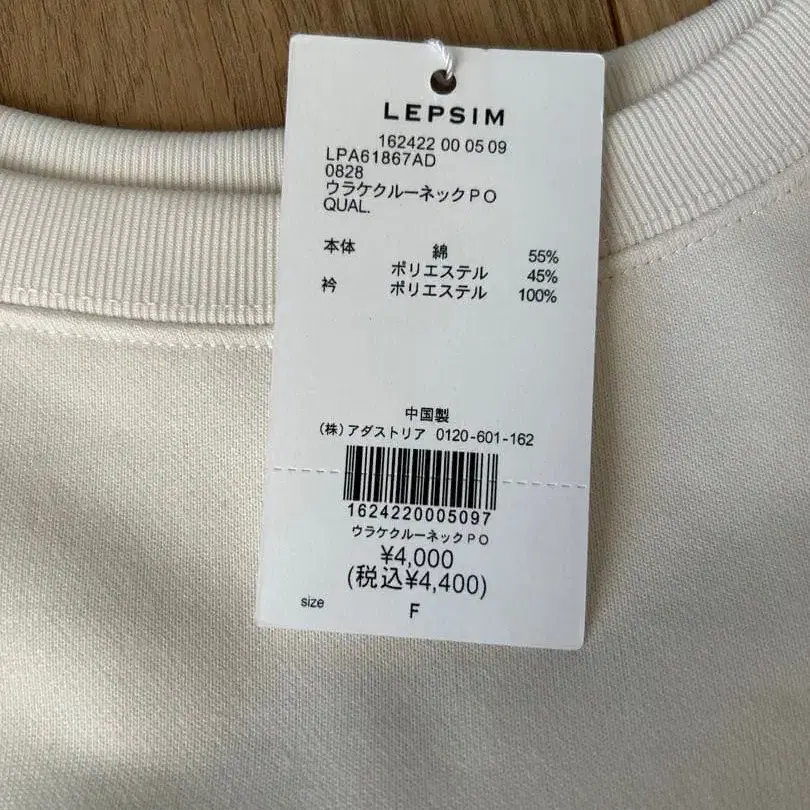 LEPSIM
162422 00 05 09
LPA61867AD
0828
ウラケクルーネックPO
QUAL.
本体 綿 55%
ポリエステル 45%
衿 ポリエステル 100%
中国製
(株)アダストリア 0120-601-162
1624220005097
ウラケクルーネックPO
¥4,000
(税込¥4,400)
size F